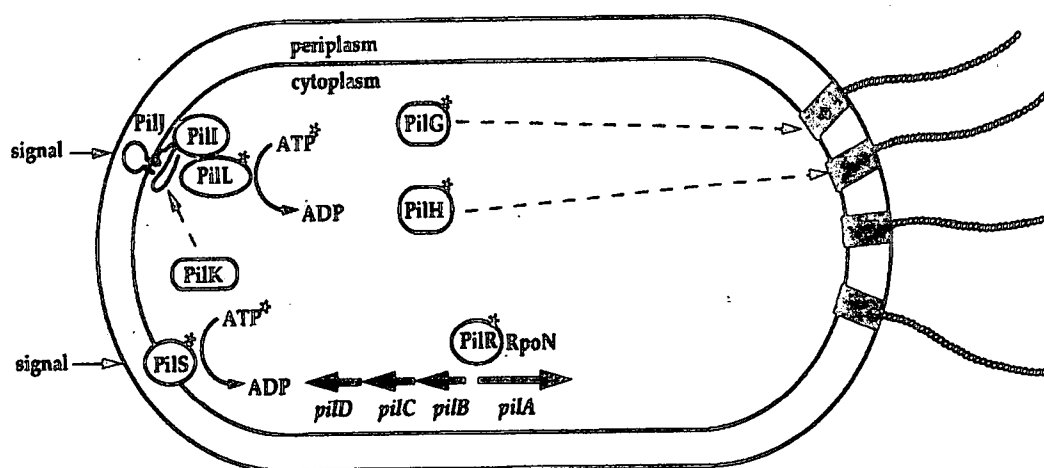 periplasm
cytoplasm
PilJ
PilI
signal
PilL
ATP*
ADP
PilG
PilH
PilK
ATP*
signal
PilS
ADP
PilR RpoN
pilD pilC pilB pilA